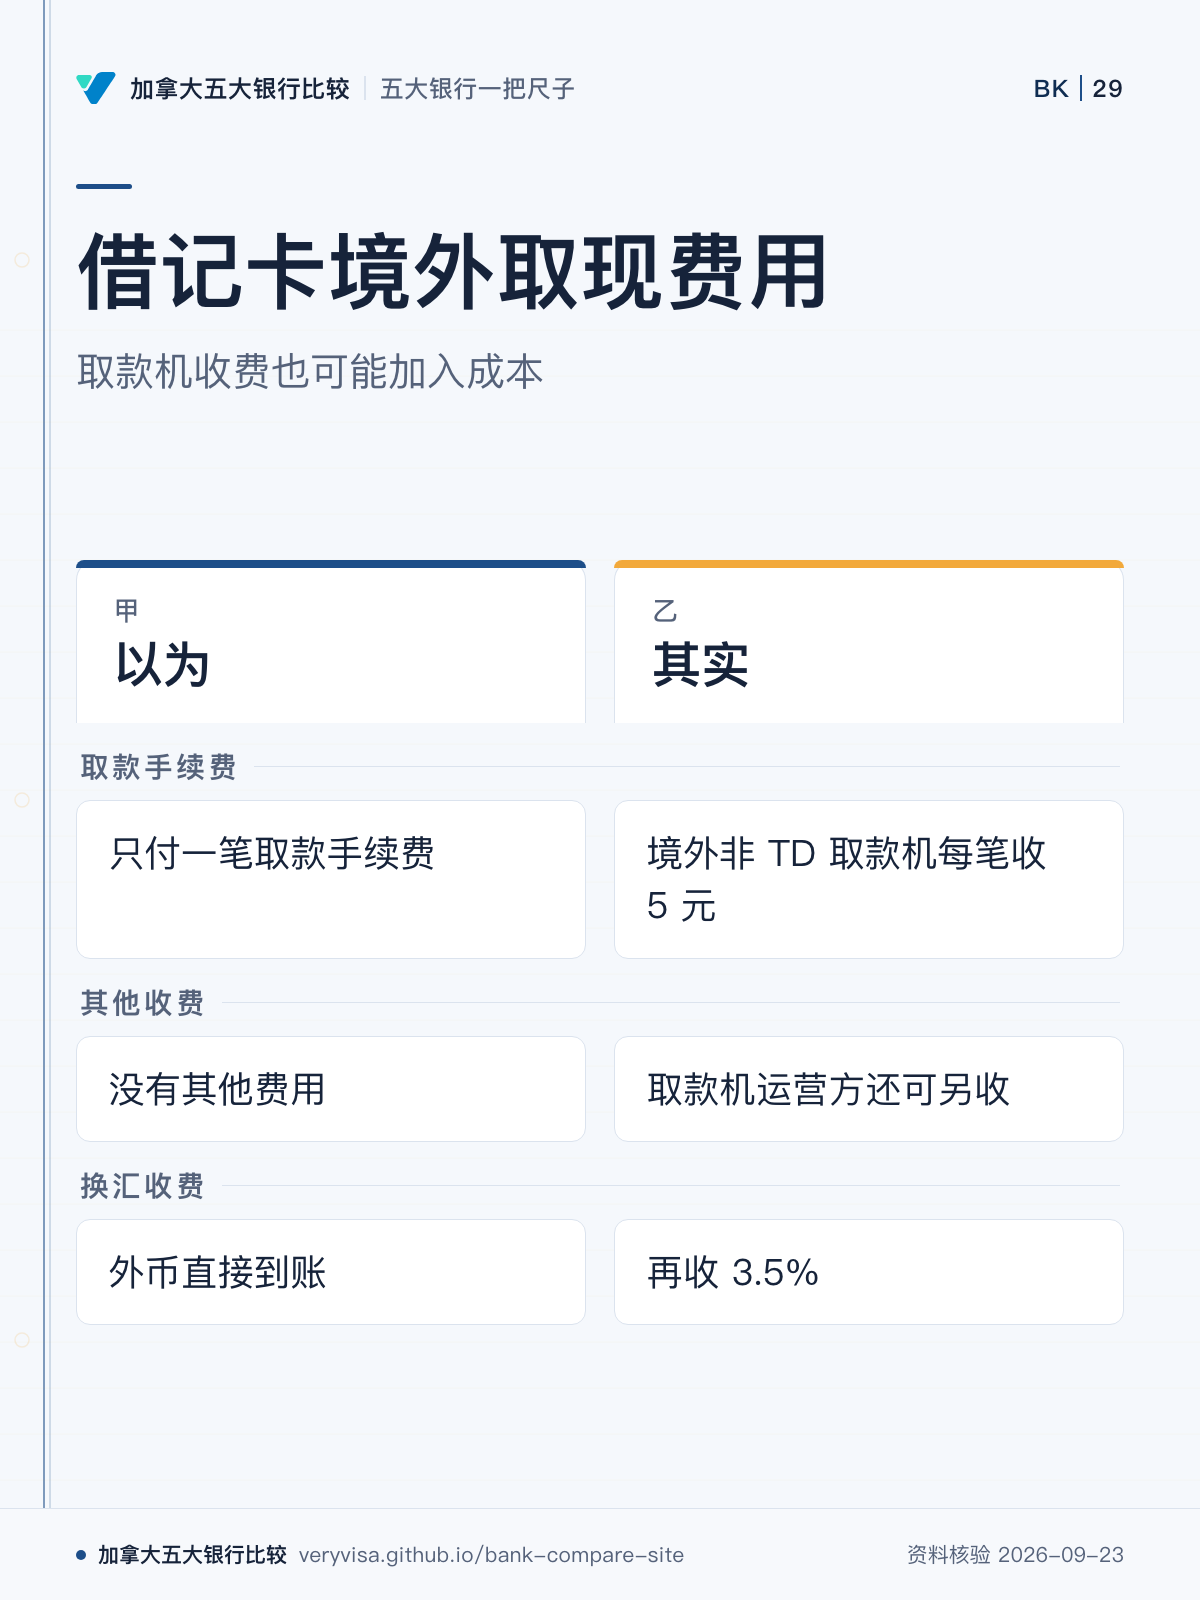 加拿大五大银行比较 五大银行一把尺子
BK 29
借记卡境外取现费用
取款机收费也可能加入成本
甲
以为
乙
其实
取款手续费
只付一笔取款手续费
境外非 TD 取款机每笔收
5 元
其他收费
没有其他费用
取款机运营方还可另收
换汇收费
外币直接到账
再收 3.5%
加拿大五大银行比较 veryvisa.github.io/bank-compare-site
资料核验 2026-09-23